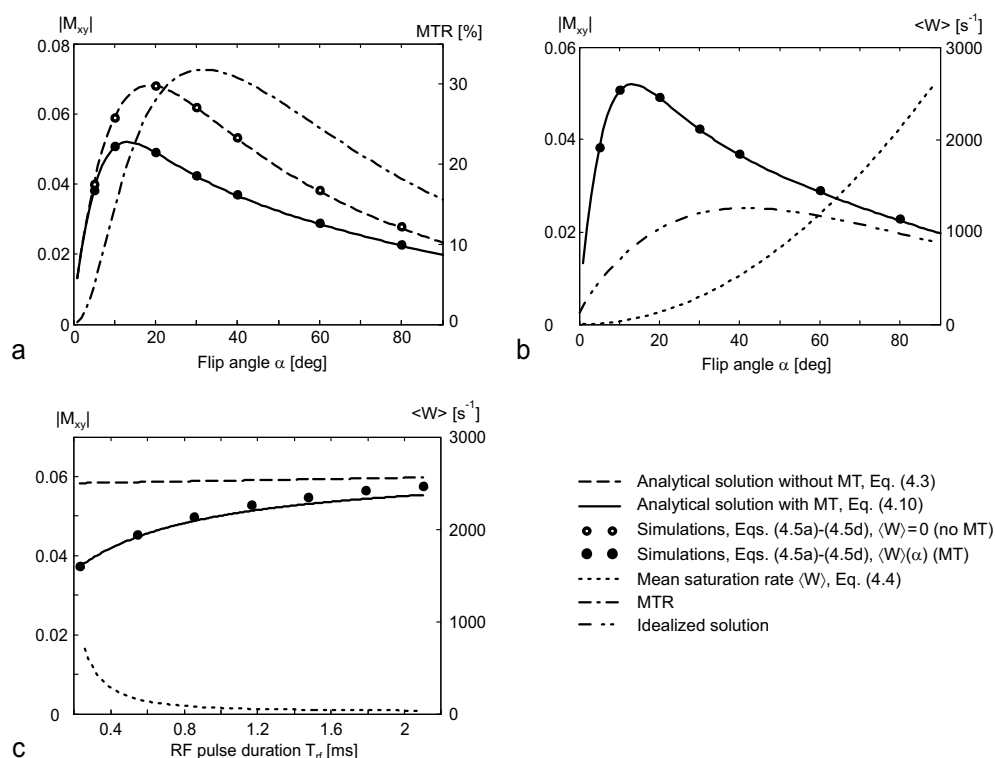 |Mxy|
MTR [%]
0.08
0.06
0.04
0.02
0
30
20
10
0
0 20 40 60 80
Flip angle α [deg]
a
|Mxy|
<W> [s⁻¹]
0.06
0.04
0.02
0
3000
2000
1000
0
0 20 40 60 80
Flip angle α [deg]
b
|Mxy|
<W> [s⁻¹]
0.06
0.04
0.02
0
3000
2000
1000
0
0.4 0.8 1.2 1.6 2
RF pulse duration Trf [ms]
c
Analytical solution without MT, Eq. (4.3)
Analytical solution with MT, Eq. (4.10)
Simulations, Eqs. (4.5a)-(4.5d), ⟨W⟩=0 (no MT)
Simulations, Eqs. (4.5a)-(4.5d), ⟨W⟩(α) (MT)
Mean saturation rate ⟨W⟩, Eq. (4.4)
MTR
Idealized solution